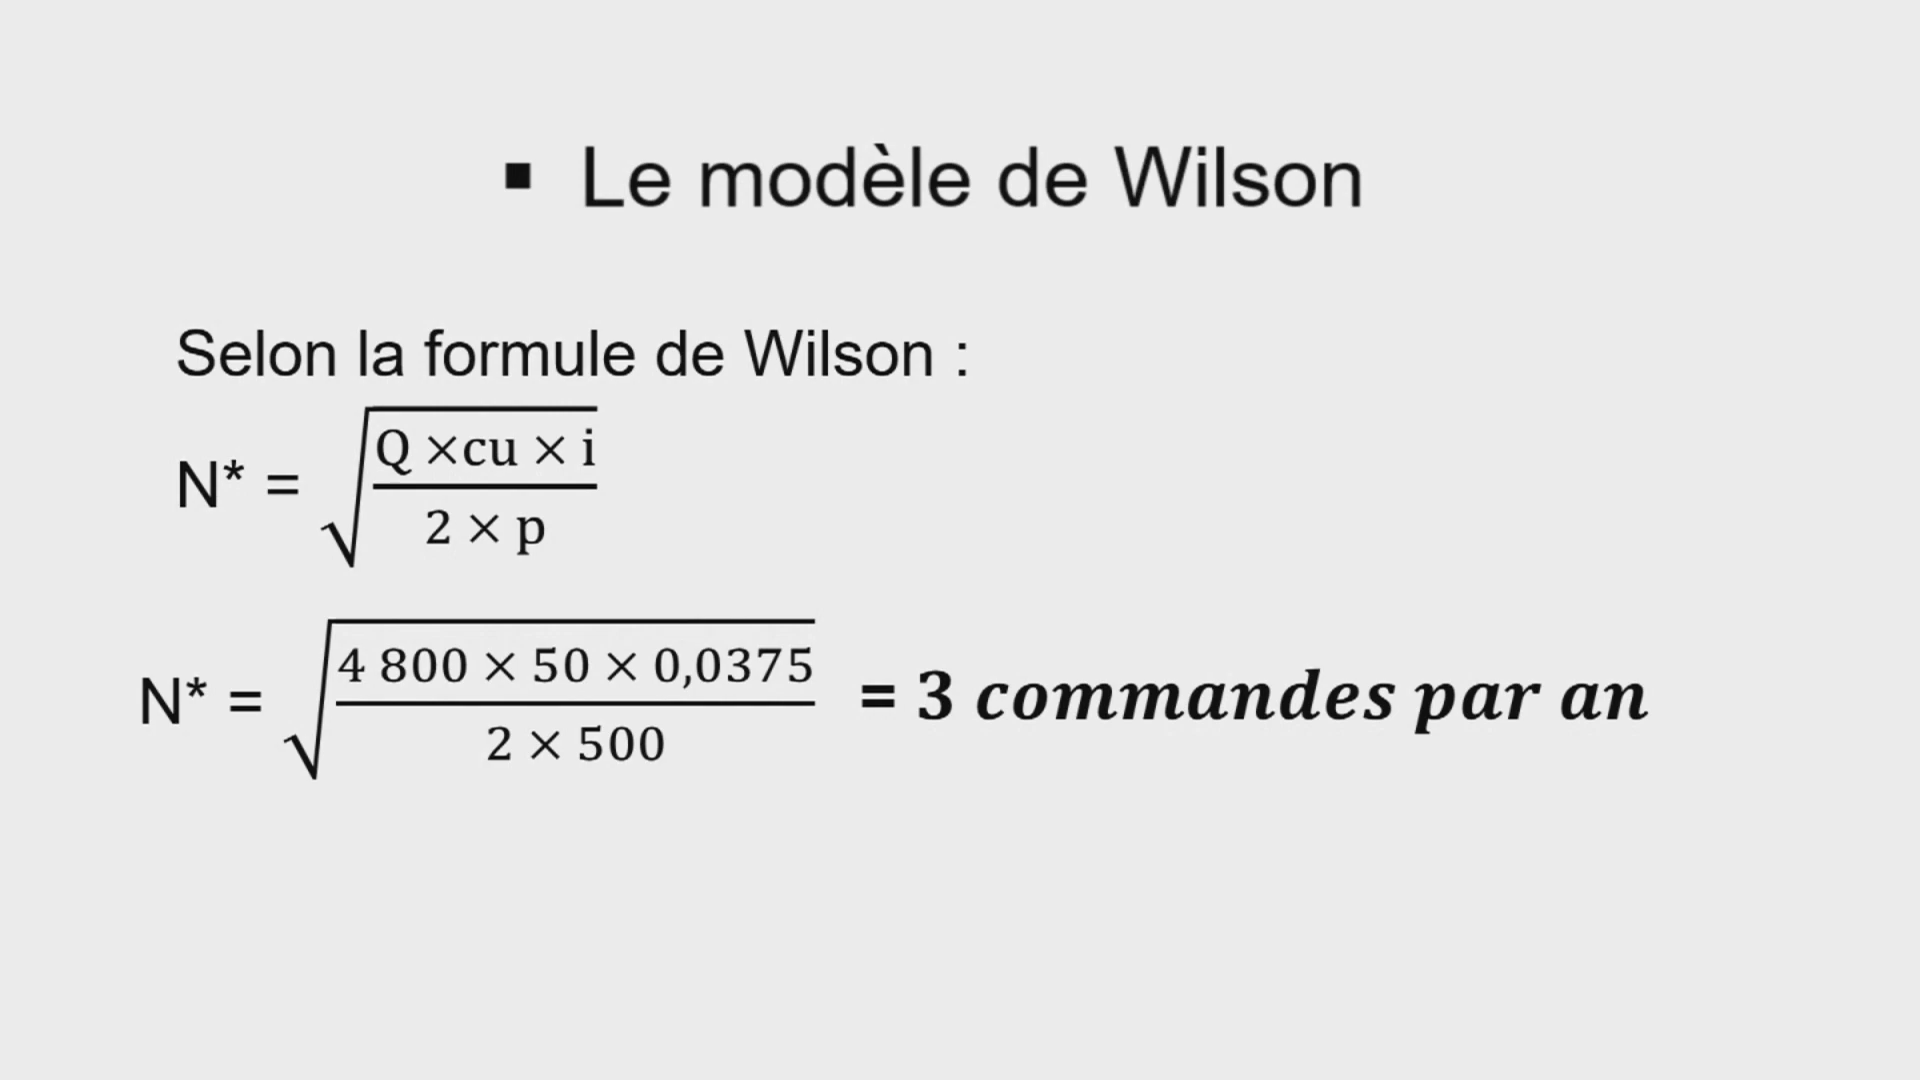 ▪ Le modèle de Wilson
Selon la formule de Wilson :
N* = √((Q ×cu × i)/(2 × p))
N* = √((4 800 × 50 × 0,0375)/(2 × 500)) = 3 commandes par an